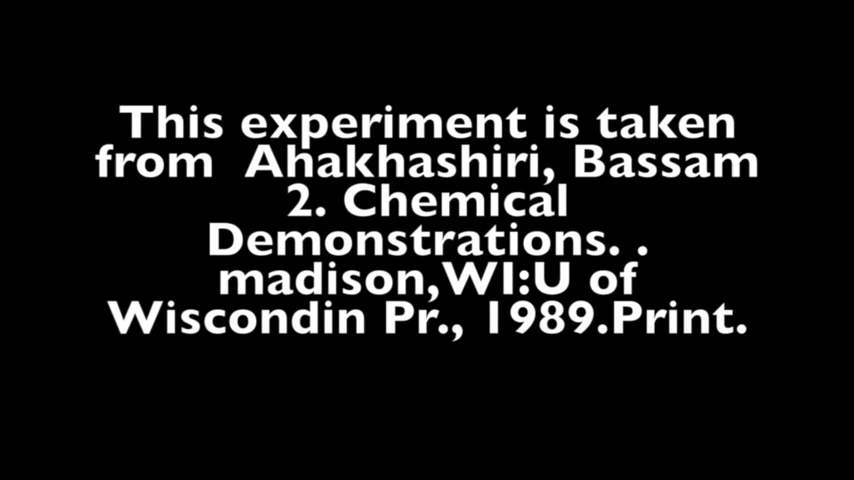 This experiment is taken
from Ahakhashiri, Bassam
2. Chemical
Demonstrations. .
madison,WI:U of
Wiscondin Pr., 1989.Print.